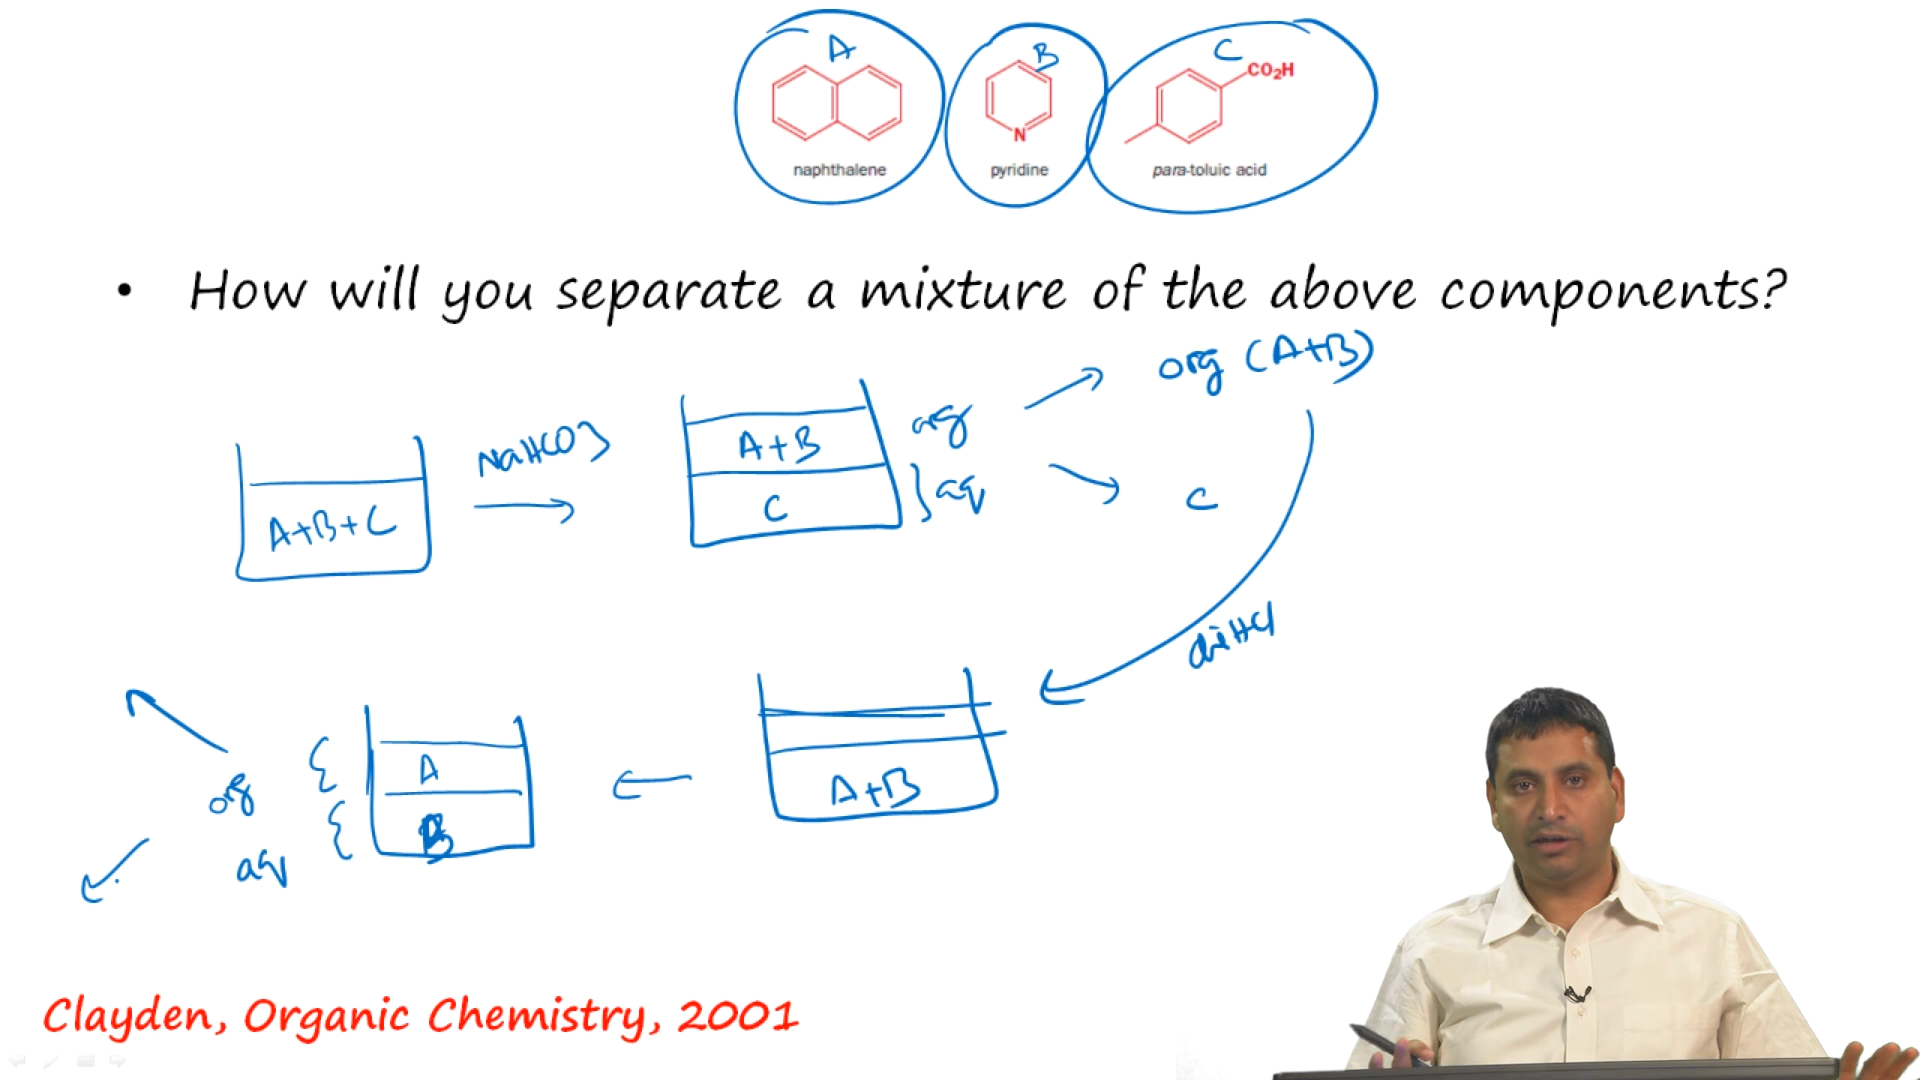 A B C
CO2H
N
naphthalene pyridine para-toluic acid
• How will you separate a mixture of the above components?
org (A+B)
NaHCO3
A+B org
A+B+C
C aq C
dil HCl
A
org
A+B
B
aq
Clayden, Organic Chemistry, 2001